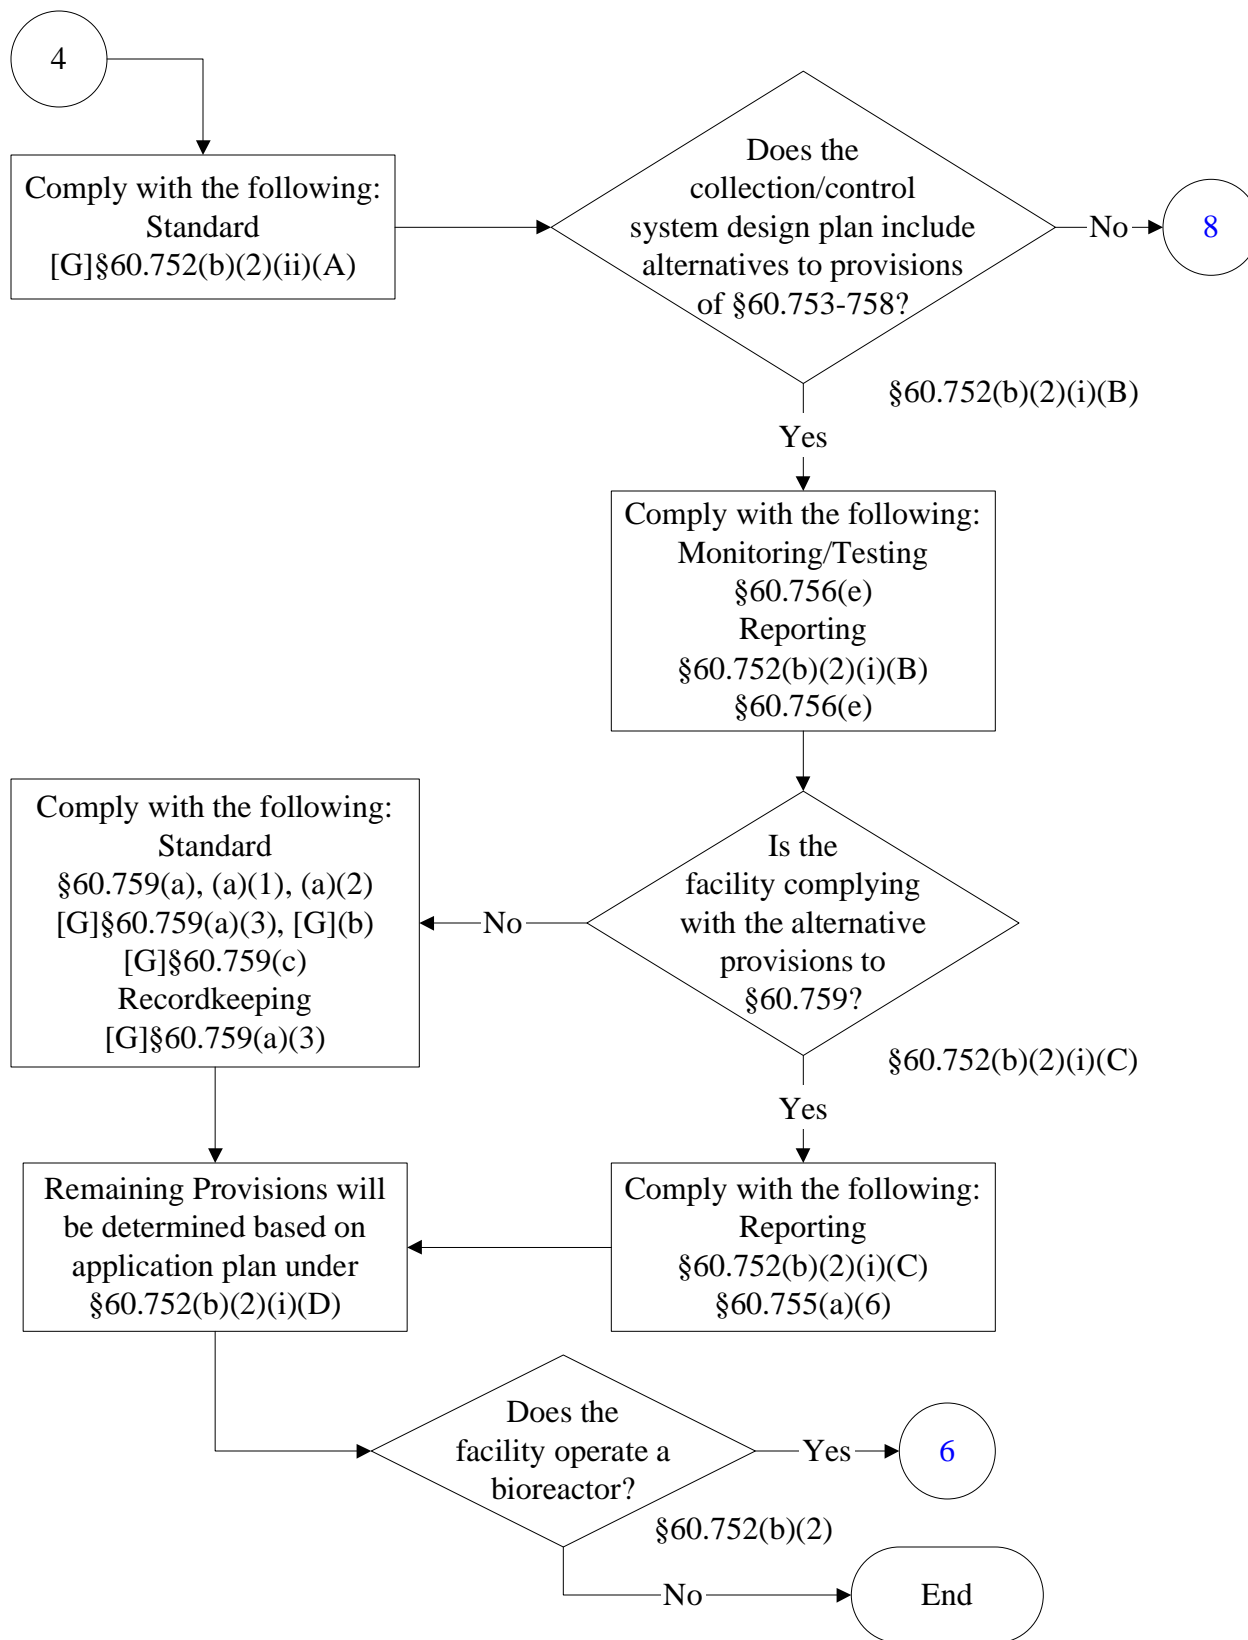 4
Comply with the following:
Standard
[G]§60.752(b)(2)(ii)(A)
Does the
collection/control
system design plan include
alternatives to provisions
of §60.753-758?
No
8
§60.752(b)(2)(i)(B)
Yes
Comply with the following:
Monitoring/Testing
§60.756(e)
Reporting
§60.752(b)(2)(i)(B)
§60.756(e)
Is the
facility complying
with the alternative
provisions to
§60.759?
No
Comply with the following:
Standard
§60.759(a), (a)(1), (a)(2)
[G]§60.759(a)(3), [G](b)
[G]§60.759(c)
Recordkeeping
[G]§60.759(a)(3)
§60.752(b)(2)(i)(C)
Yes
Comply with the following:
Reporting
§60.752(b)(2)(i)(C)
§60.755(a)(6)
Remaining Provisions will
be determined based on
application plan under
§60.752(b)(2)(i)(D)
Does the
facility operate a
bioreactor?
Yes
6
§60.752(b)(2)
No
End